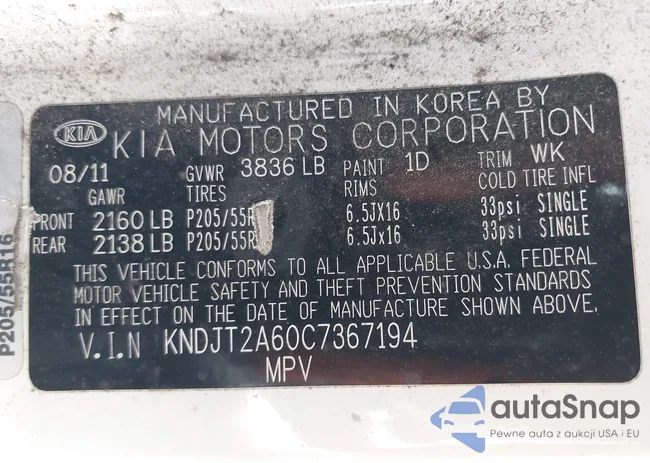 MANUFACTURED IN KOREA BY
KIA KIA MOTORS CORPORATION
08/11 GVWR 3836 LB PAINT 1D TRIM WK
GAWR TIRES RIMS COLD TIRE INFL
FRONT 2160 LB P205/55R 6.5JX16 33psi SINGLE
REAR 2138 LB P205/55R 6.5Jx16 33psi SINGLE
THIS VEHICLE CONFORMS TO ALL APPLICABLE U.S.A. FEDERAL
MOTOR VEHICLE SAFETY AND THEFT PREVENTION STANDARDS
IN EFFECT ON THE DATE OF MANUFACTURE SHOWN ABOVE.
V.I.N KNDJT2A60C7367194
MPV
P205/55R16
autaSnap
Pewne auta z aukcji USA i EU